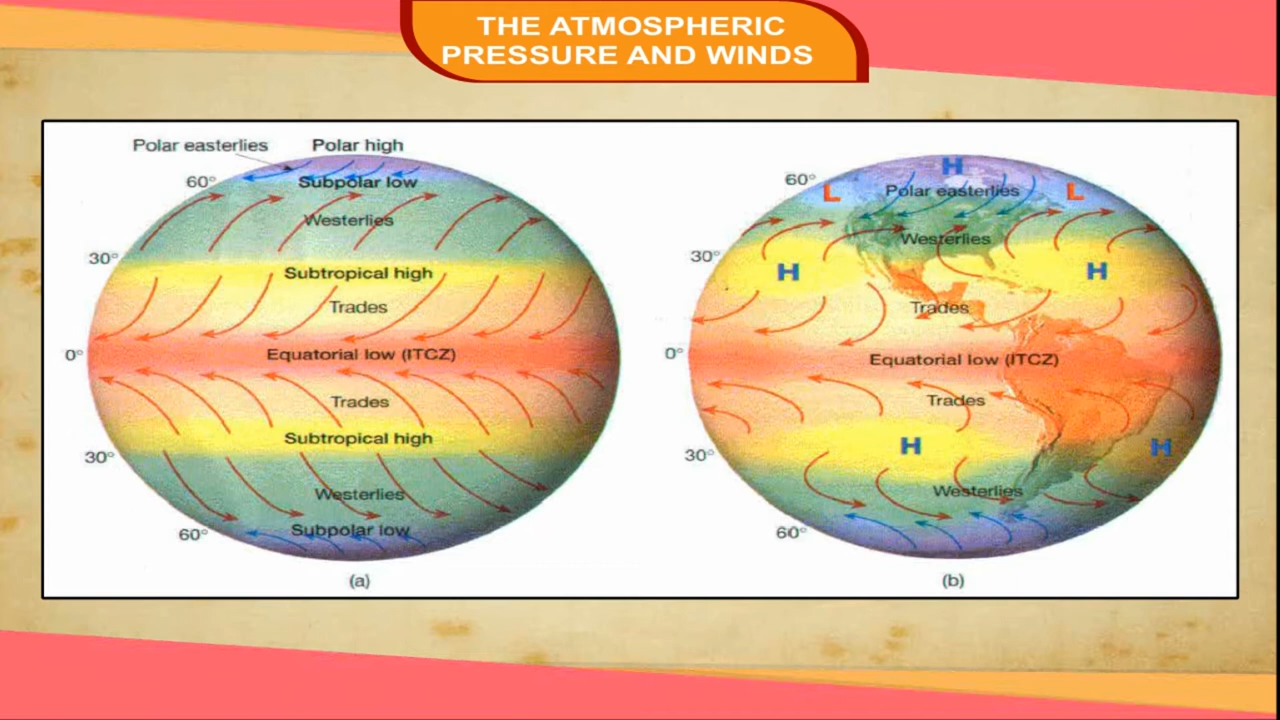 THE ATMOSPHERIC
PRESSURE AND WINDS
Polar easterlies
Polar high
60°
Subpolar low
Westerlies
30°
Subtropical high
Trades
0°
Equatorial low (ITCZ)
Trades
Subtropical high
30°
Westerlies
60°
Subpolar low
(a)
H
60°
L
Polar easterlies
L
Westerlies
30°
H
H
Trades
0°
Equatorial low (ITCZ)
Trades
H
H
30°
Westerlies
60°
(b)